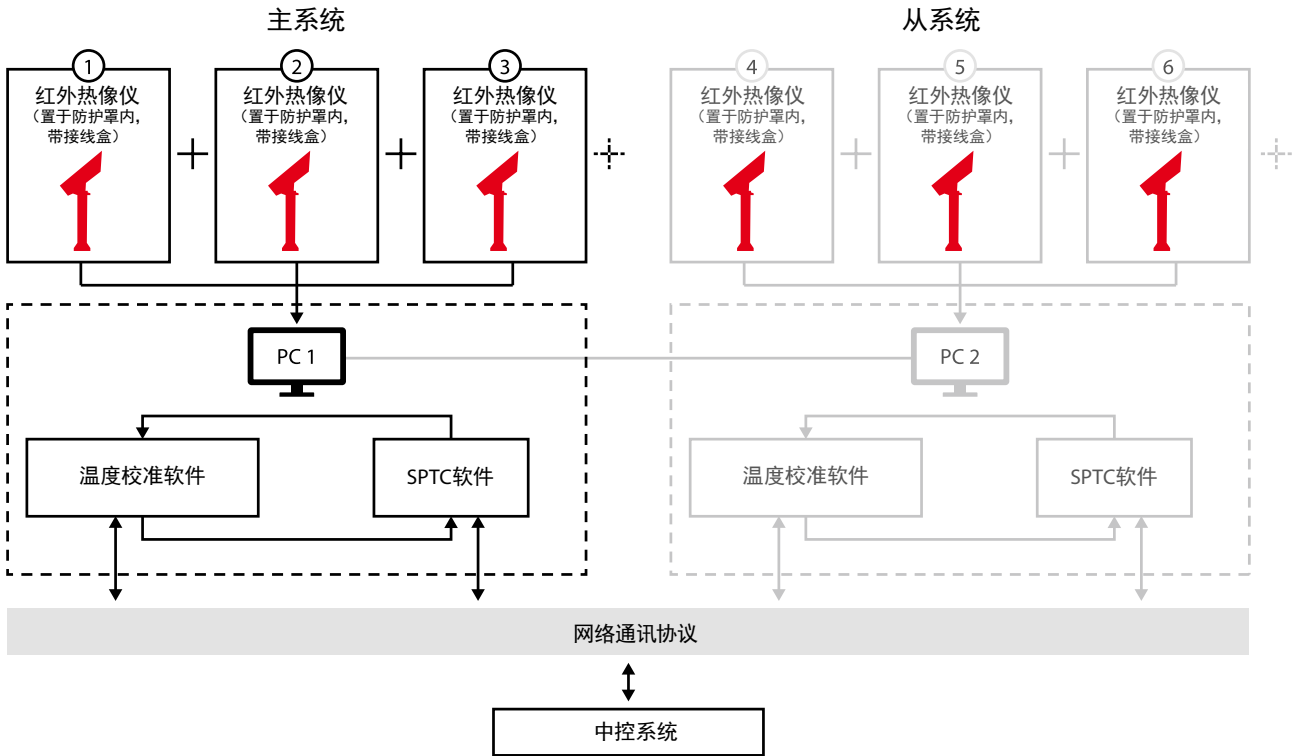 主系统
从系统
1
红外热像仪
（置于防护罩内，
带接线盒）
2
红外热像仪
（置于防护罩内，
带接线盒）
3
红外热像仪
（置于防护罩内，
带接线盒）
4
红外热像仪
（置于防护罩内，
带接线盒）
5
红外热像仪
（置于防护罩内，
带接线盒）
6
红外热像仪
（置于防护罩内，
带接线盒）
PC 1
PC 2
温度校准软件
SPTC软件
温度校准软件
SPTC软件
网络通讯协议
中控系统